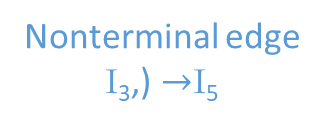 Nonterminal edge
I₃,) →I₅